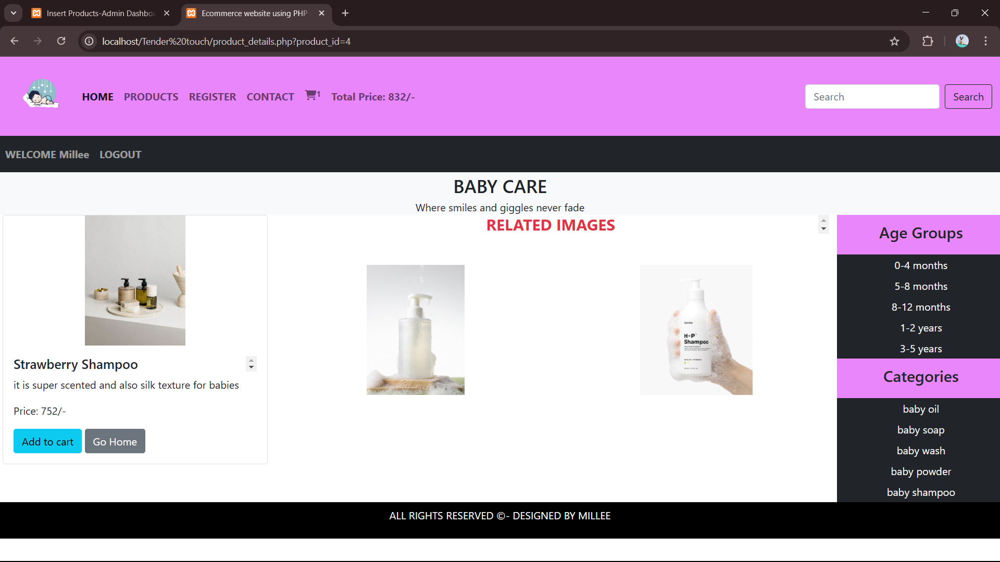 Insert Products-Admin Dashboa
Ecommerce website using PHP
localhost/Tender%20touch/product_details.php?product_id=4
HOME PRODUCTS REGISTER CONTACT 1 Total Price: 832/-
Search
Search
WELCOME Millee LOGOUT
BABY CARE
Where smiles and giggles never fade
RELATED IMAGES
H+P
Shampoo
Strawberry Shampoo
it is super scented and also silk texture for babies
Price: 752/-
Add to cart Go Home
Age Groups
0-4 months
5-8 months
8-12 months
1-2 years
3-5 years
Categories
baby oil
baby soap
baby wash
baby powder
baby shampoo
ALL RIGHTS RESERVED ©- DESIGNED BY MILLEE